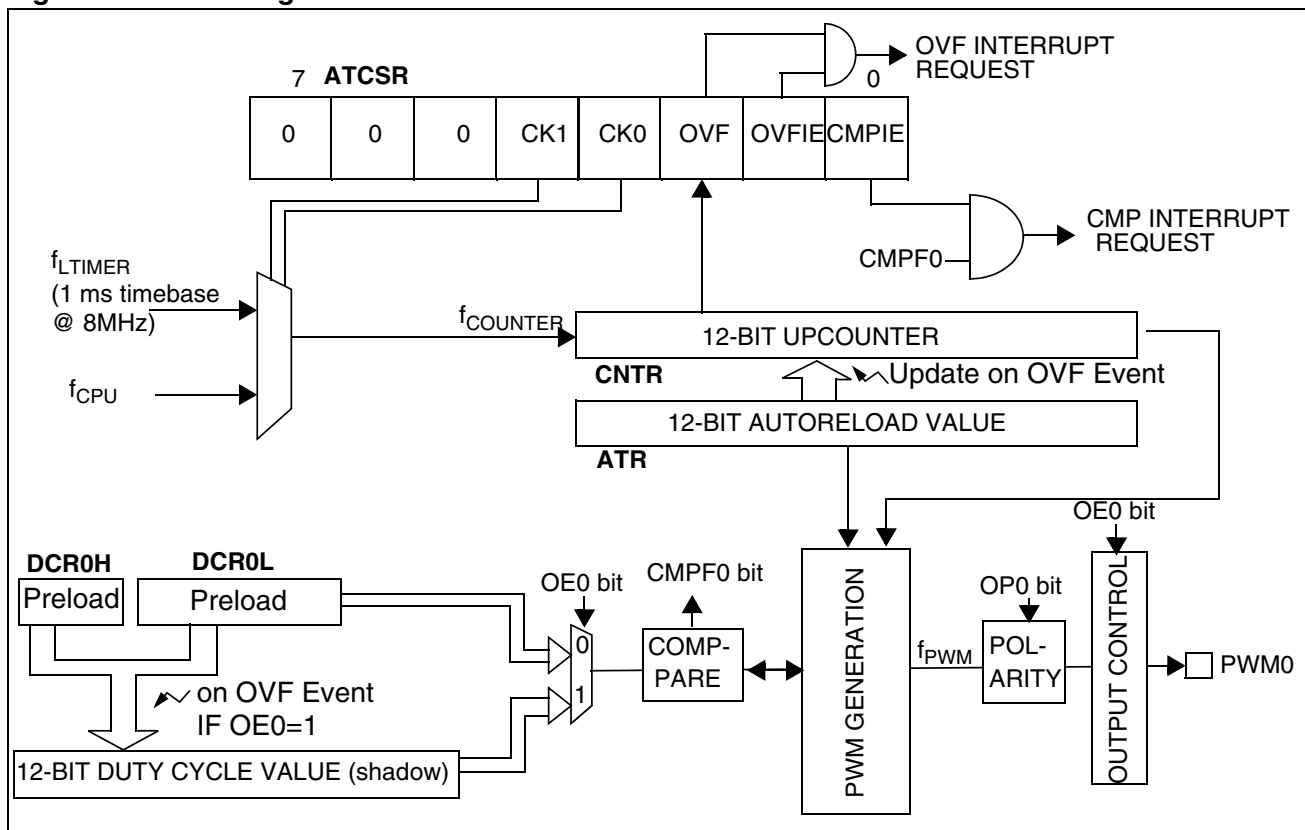 OVF INTERRUPT
REQUEST
7 ATCSR 0
0 0 0 CK1 CK0 OVF OVFIE CMPIE
CMP INTERRUPT
REQUEST
CMPF0
fLTIMER
(1 ms timebase
@ 8MHz)
fCOUNTER
12-BIT UPCOUNTER
CNTR
Update on OVF Event
fCPU
12-BIT AUTORELOAD VALUE
ATR
OE0 bit
DCR0H
DCR0L
Preload
Preload
OE0 bit
CMPF0 bit
OP0 bit
0
1
COMP-
PARE
PWM GENERATION
fPWM
POL-
ARITY
OUTPUT CONTROL
PWM0
on OVF Event
IF OE0=1
12-BIT DUTY CYCLE VALUE (shadow)